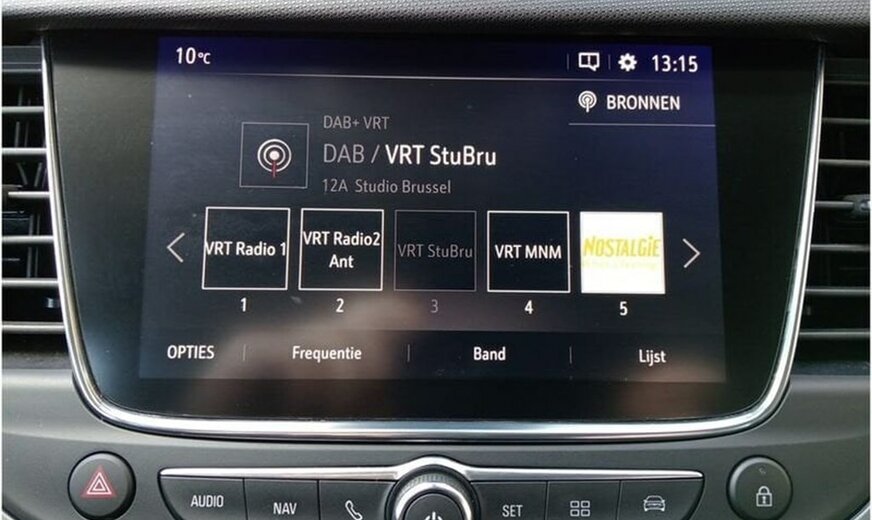 10°C
13:15
BRONNEN
DAB+ VRT
DAB / VRT StuBru
12A Studio Brussel
VRT Radio 1
VRT Radio2
Ant
VRT StuBru
VRT MNM
NOSTALGIE
1
2
3
4
5
OPTIES
Frequentie
Band
Lijst
AUDIO
NAV
SET